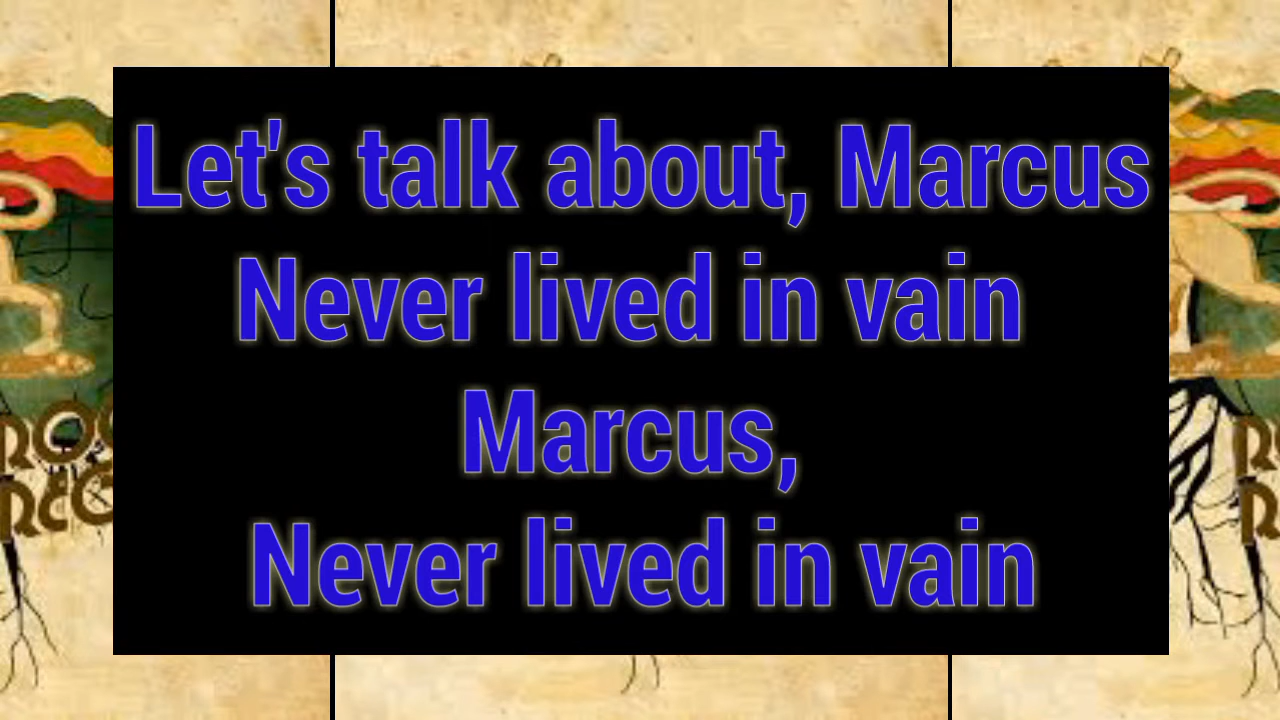 Let's talk about, Marcus
Never lived in vain
Marcus,
Never lived in vain